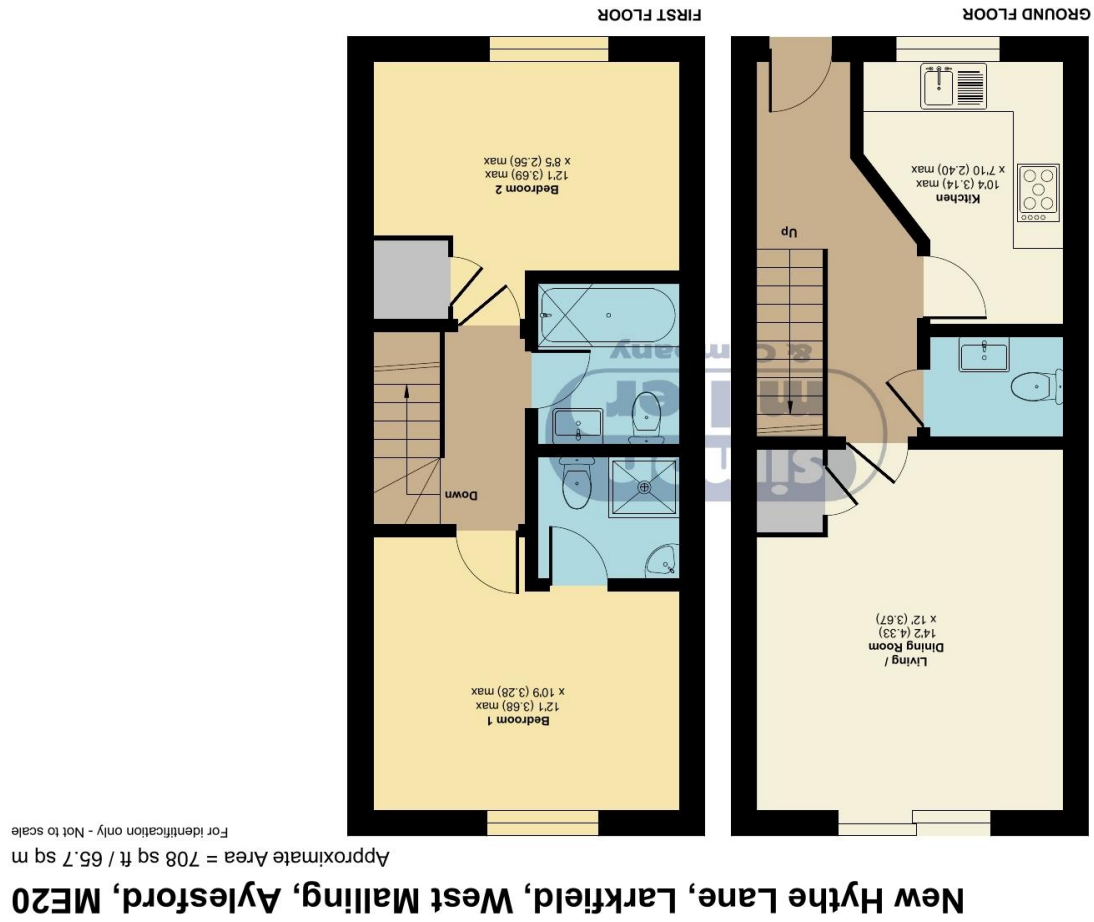 New Hythe Lane, Larkfield, West Malling, Aylesford, ME20
Approximate Area = 708 sq ft / 65.7 sq m
For identification only - Not to scale
Living /
Dining Room
14'2 (4.33)
x 12' (3.67)
Bedroom 1
12'1 (3.68) max
x 10'9 (3.28) max
Down
simon
miller
& Company
Up
Kitchen
10'4 (3.14) max
x 7'10 (2.40) max
Bedroom 2
12'1 (3.69) max
x 8'5 (2.56) max
GROUND FLOOR
FIRST FLOOR